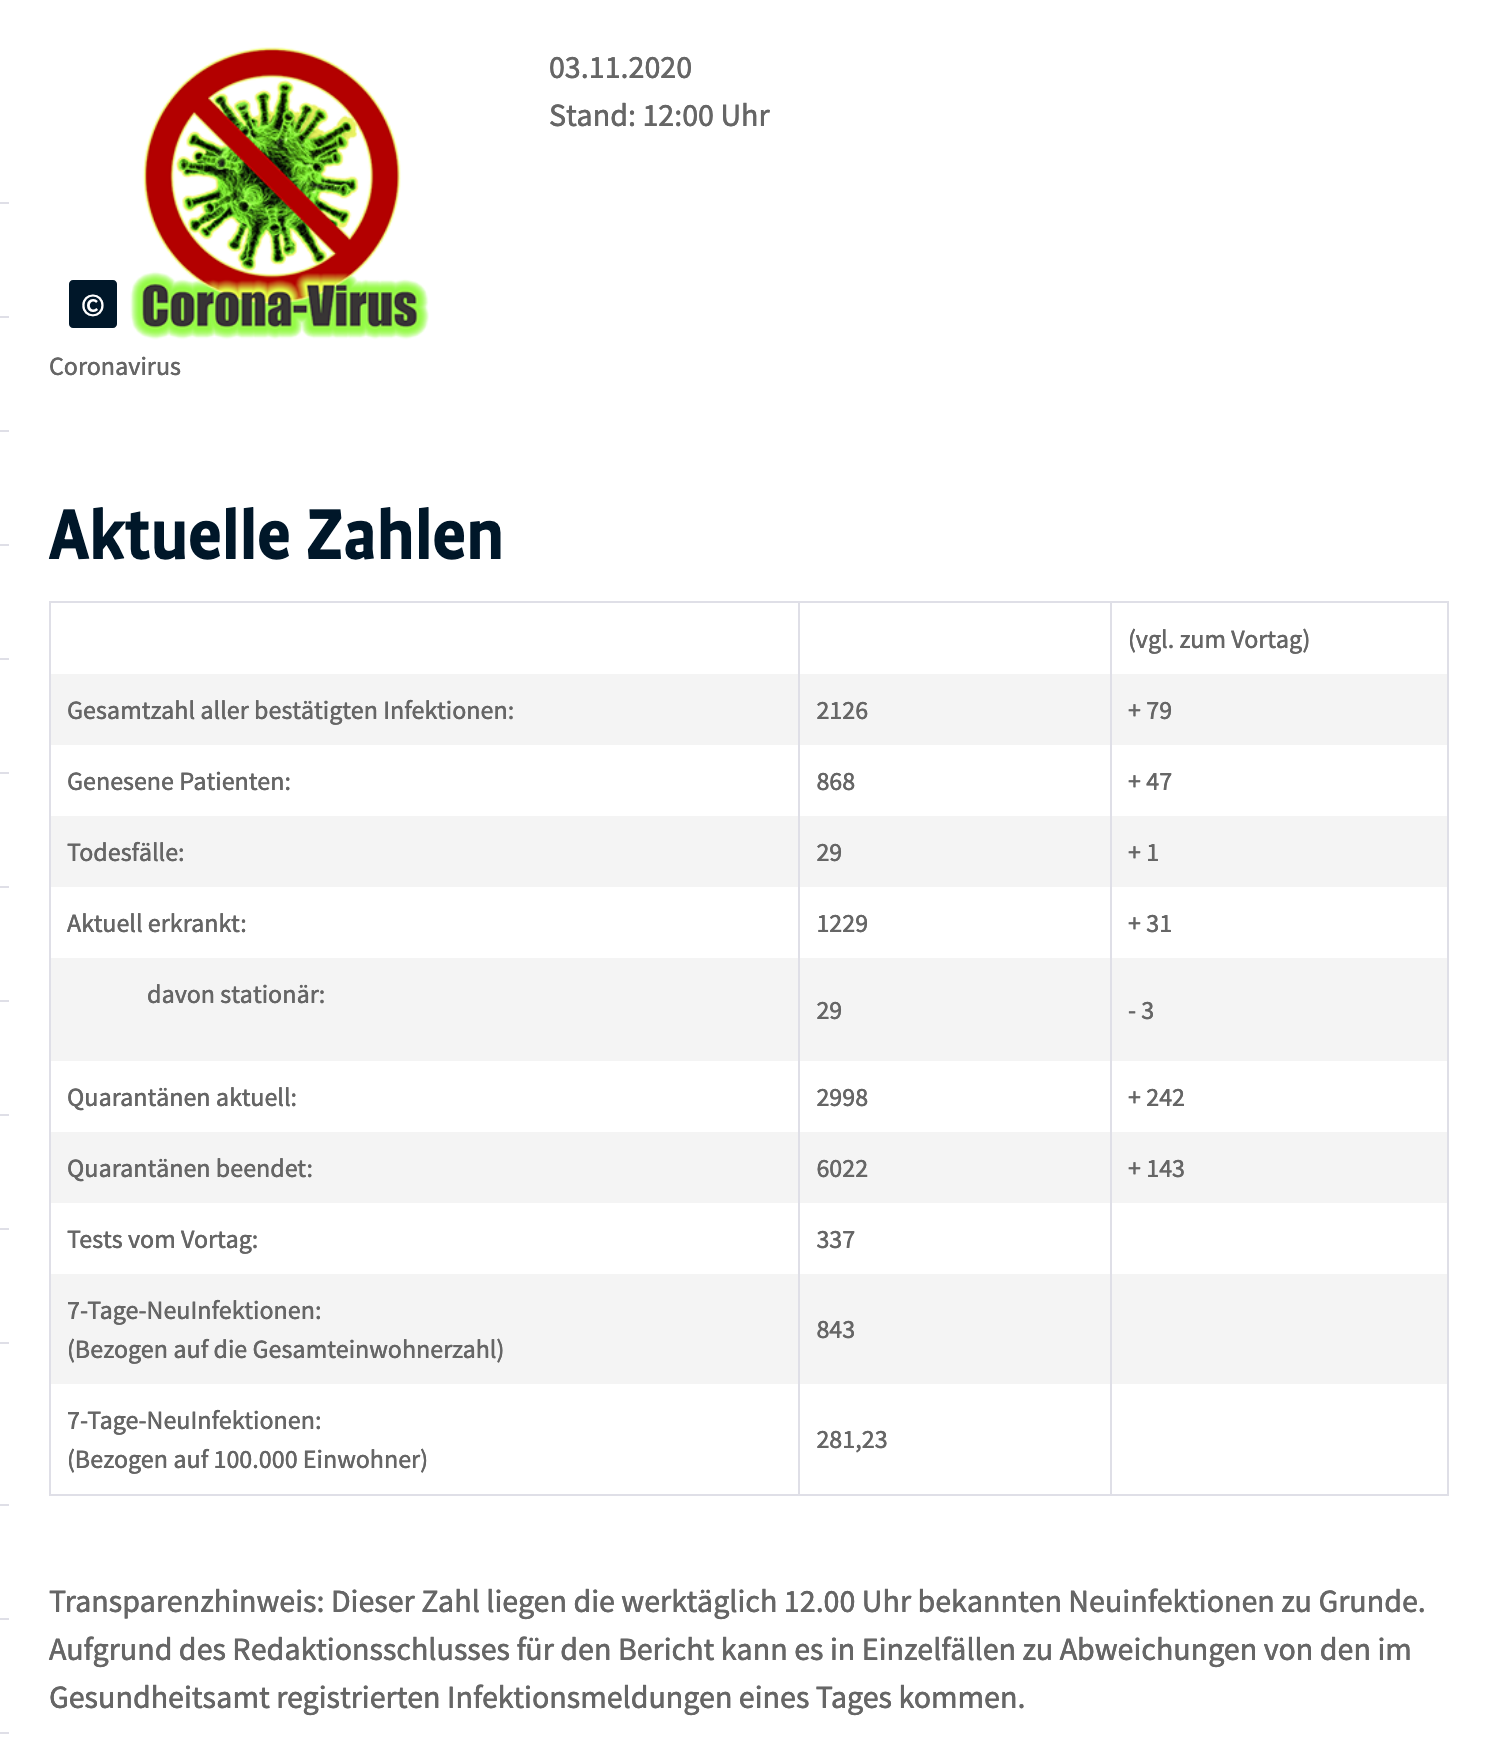 03.11.2020
Stand: 12:00 Uhr
©
Corona-Virus
Coronavirus
Aktuelle Zahlen
(vgl. zum Vortag)
Gesamtzahl aller bestätigten Infektionen: 2126 + 79
Genesene Patienten: 868 + 47
Todesfälle: 29 + 1
Aktuell erkrankt: 1229 + 31
davon stationär: 29 - 3
Quarantänen aktuell: 2998 + 242
Quarantänen beendet: 6022 + 143
Tests vom Vortag: 337
7-Tage-NeuInfektionen:
(Bezogen auf die Gesamteinwohnerzahl) 843
7-Tage-NeuInfektionen:
(Bezogen auf 100.000 Einwohner) 281,23
Transparenzhinweis: Dieser Zahl liegen die werktäglich 12.00 Uhr bekannten Neuinfektionen zu Grunde.
Aufgrund des Redaktionsschlusses für den Bericht kann es in Einzelfällen zu Abweichungen von den im
Gesundheitsamt registrierten Infektionsmeldungen eines Tages kommen.